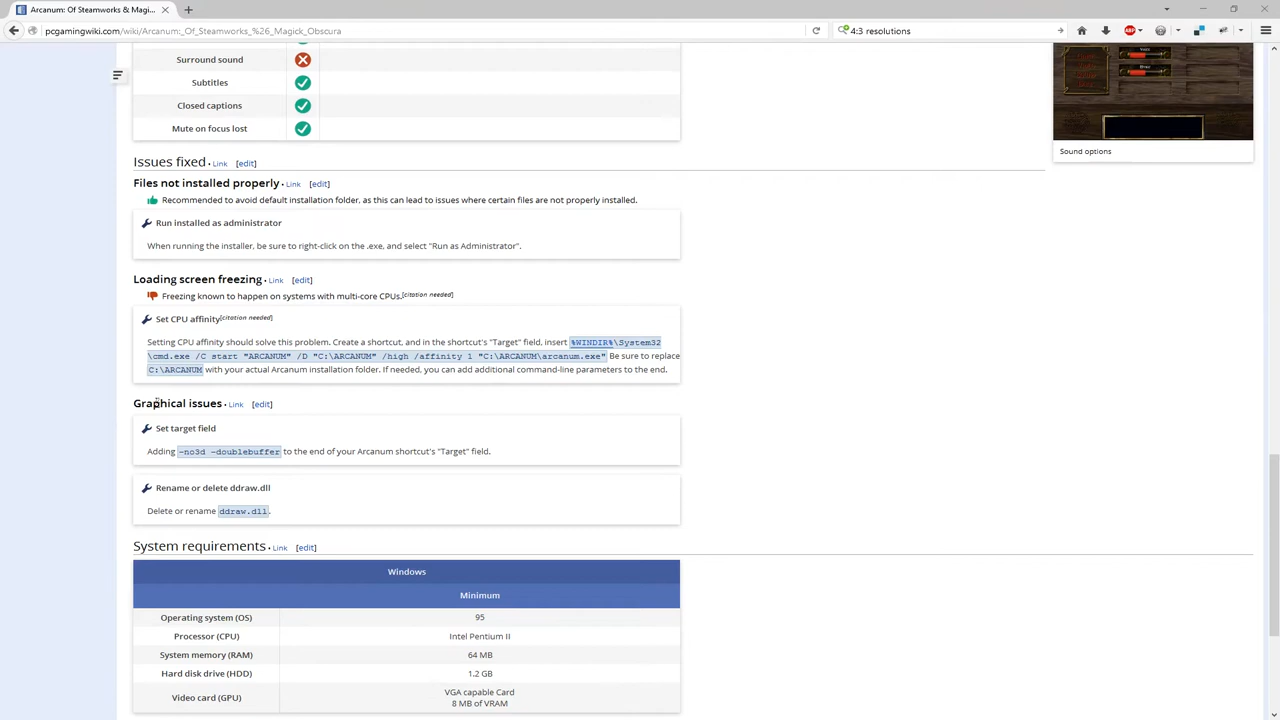 Arcanum: Of Steamworks & Magi...
pcgamingwiki.com/wiki/Arcanum:_Of_Steamworks_%26_Magick_Obscura
4:3 resolutions
ABP
Surround sound
Subtitles
Closed captions
Mute on focus lost
Sound options
Issues fixed · Link [edit]
Files not installed properly · Link [edit]
Recommended to avoid default installation folder, as this can lead to issues where certain files are not properly installed.
Run installed as administrator
When running the installer, be sure to right-click on the .exe, and select "Run as Administrator".
Loading screen freezing · Link [edit]
Freezing known to happen on systems with multi-core CPUs.[citation needed]
Set CPU affinity[citation needed]
Setting CPU affinity should solve this problem. Create a shortcut, and in the shortcut's "Target" field, insert %WINDIR%\System32
\cmd.exe /C start "ARCANUM" /D "C:\ARCANUM" /high /affinity 1 "C:\ARCANUM\arcanum.exe" Be sure to replace
C:\ARCANUM with your actual Arcanum installation folder. If needed, you can add additional command-line parameters to the end.
Graphical issues · Link [edit]
Set target field
Adding -no3d -doublebuffer to the end of your Arcanum shortcut's "Target" field.
Rename or delete ddraw.dll
Delete or rename ddraw.dll.
System requirements · Link [edit]
Windows
Minimum
Operating system (OS) 95
Processor (CPU) Intel Pentium II
System memory (RAM) 64 MB
Hard disk drive (HDD) 1.2 GB
Video card (GPU) VGA capable Card
8 MB of VRAM